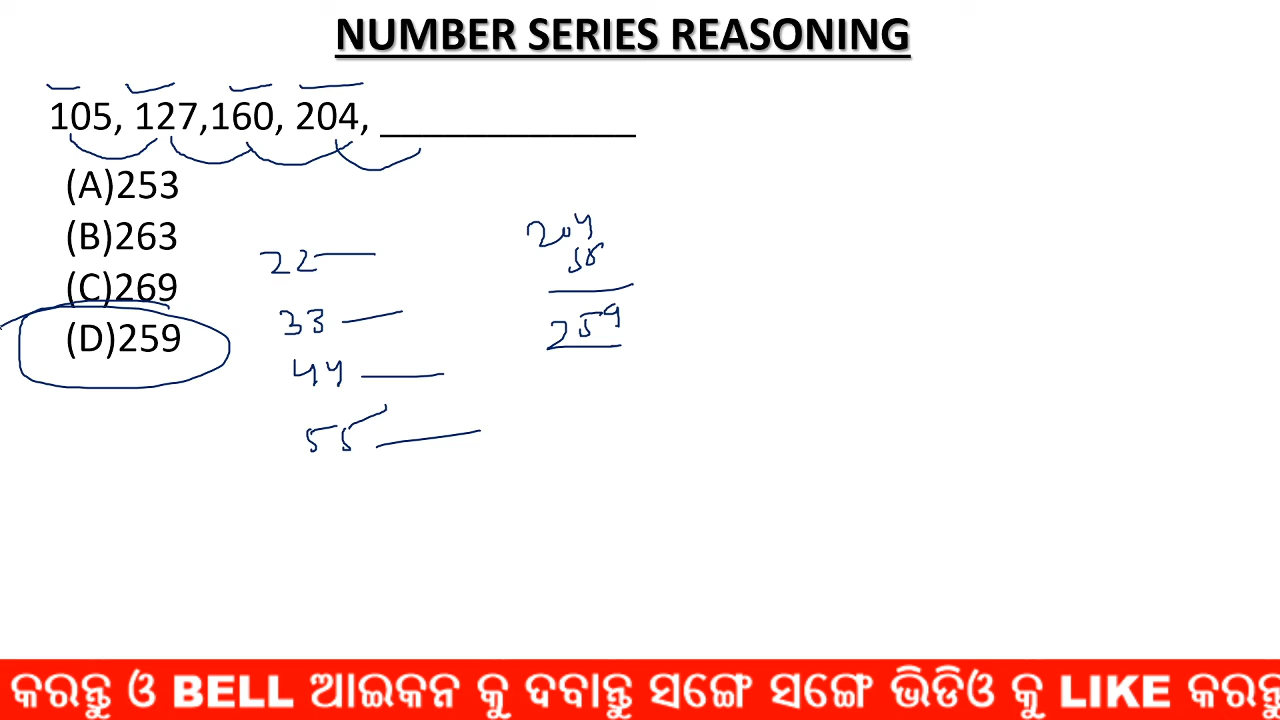 NUMBER SERIES REASONING
105, 127,160, 204, _______________
(A)253
(B)263
(C)269
(D)259
22
33
44
55
204
55
259
କରନ୍ତୁ ଓ BELL ଆଇକନ କୁ ଦବାନ୍ତୁ ସଙ୍ଗେ ସଙ୍ଗେ ଭିଡିଓ କୁ LIKE କରନ୍ତୁ